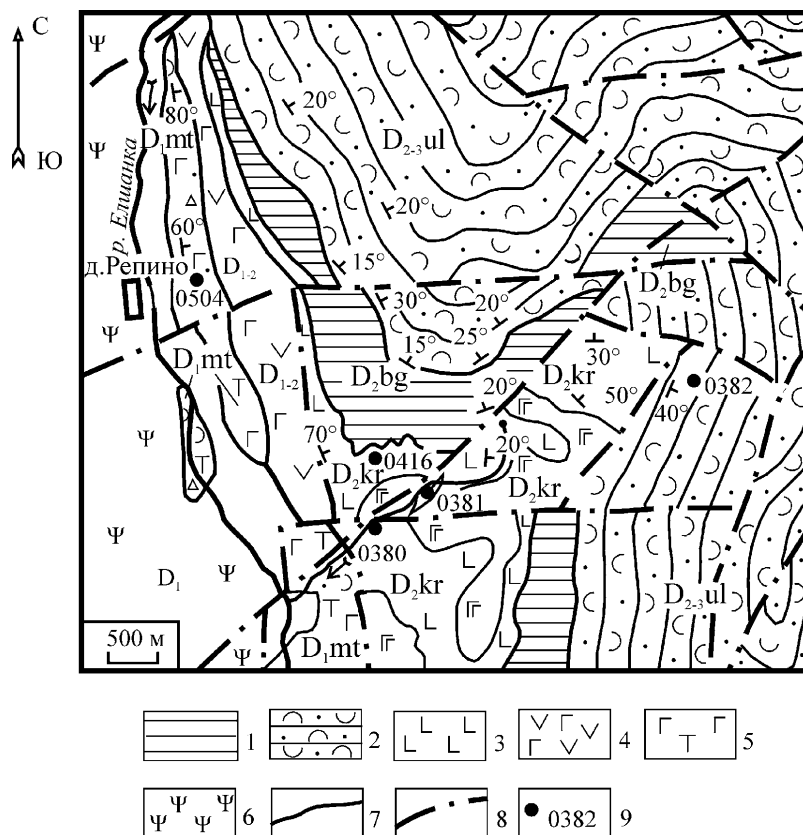 С
Ю
р. Елшанка
д.Репино
80°
D₁mt
60°
0504
D₁₋₂
20°
D₂₋₃ul
20°
15°
30°
20°
15°
25°
D₂bg
D₂bg
D₁mt
D₁₋₂
70°
D₂kr
0416
20°
20°
D₂kr
30°
50°
40°
0382
0381
D₂kr
0380
D₁
D₂kr
D₁mt
D₂₋₃ul
500 м
1
2
3
4
5
6
7
8
0382
9